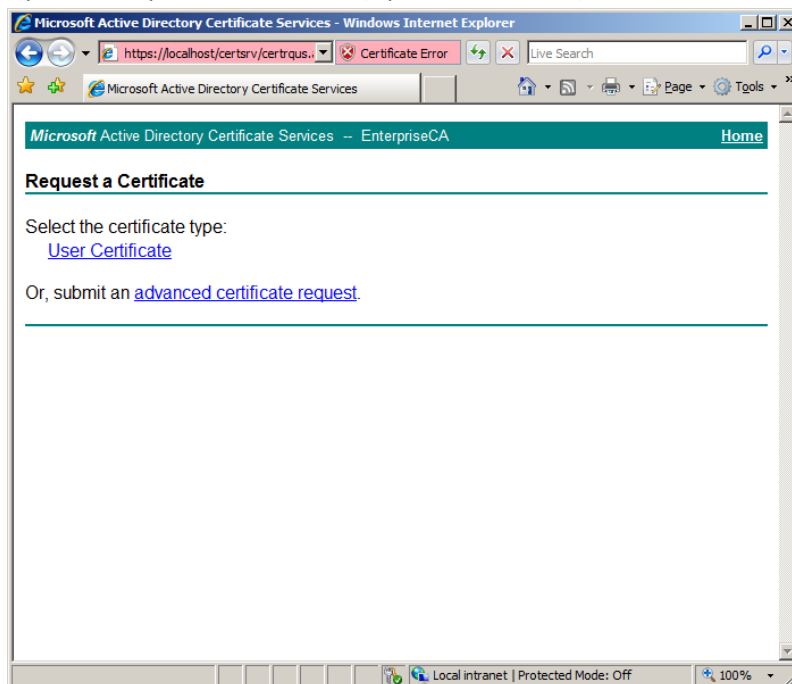 Microsoft Active Directory Certificate Services - Windows Internet Explorer
https://localhost/certsrv/certrqus..
Certificate Error
Live Search
Microsoft Active Directory Certificate Services
Page
Tools
»
Microsoft Active Directory Certificate Services -- EnterpriseCA
Home
Request a Certificate
Select the certificate type:
User Certificate
Or, submit an advanced certificate request.
Local intranet | Protected Mode: Off
100%